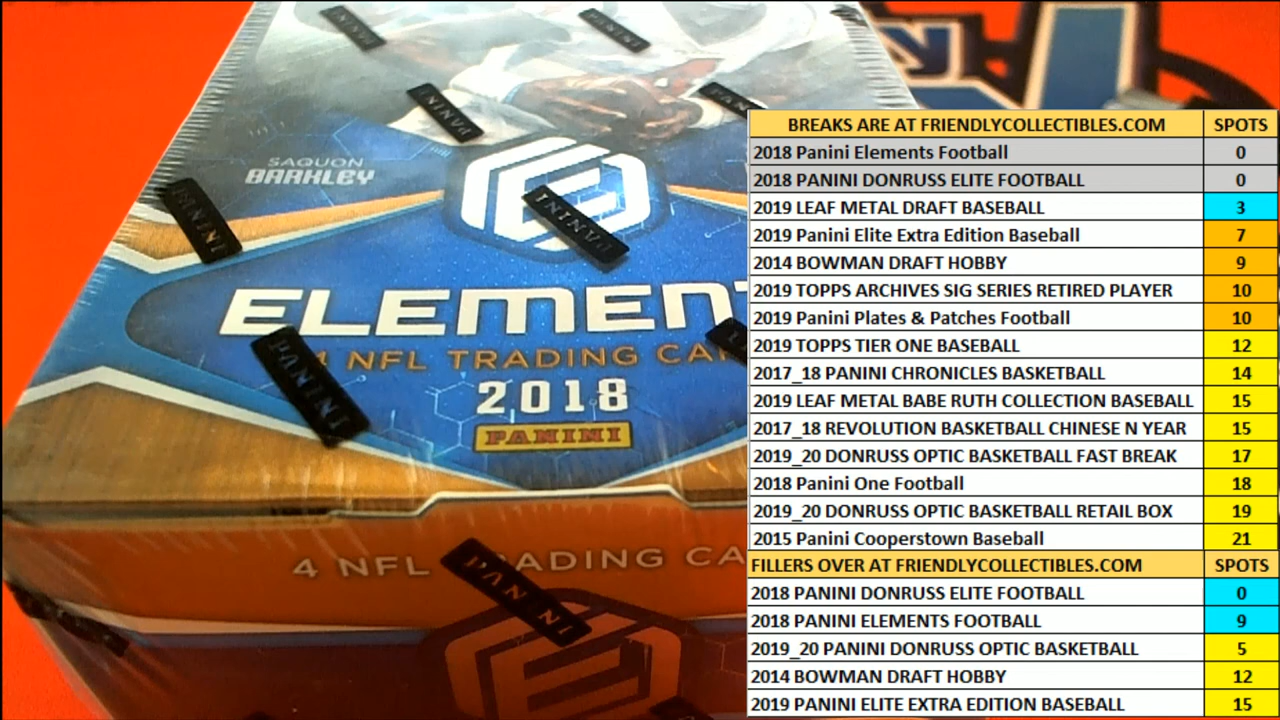 PANINI
PANINI
PANINI
SAQUON
BARKLEY
PANINI
PANINI
ELEMEN
4 NFL TRADING CA
2018
PANINI
PANINI
4 NFL TRADING CA
PANINI
BREAKS ARE AT FRIENDLYCOLLECTIBLES.COM SPOTS
2018 Panini Elements Football 0
2018 PANINI DONRUSS ELITE FOOTBALL 0
2019 LEAF METAL DRAFT BASEBALL 3
2019 Panini Elite Extra Edition Baseball 7
2014 BOWMAN DRAFT HOBBY 9
2019 TOPPS ARCHIVES SIG SERIES RETIRED PLAYER 10
2019 Panini Plates & Patches Football 10
2019 TOPPS TIER ONE BASEBALL 12
2017_18 PANINI CHRONICLES BASKETBALL 14
2019 LEAF METAL BABE RUTH COLLECTION BASEBALL 15
2017_18 REVOLUTION BASKETBALL CHINESE N YEAR 15
2019_20 DONRUSS OPTIC BASKETBALL FAST BREAK 17
2018 Panini One Football 18
2019_20 DONRUSS OPTIC BASKETBALL RETAIL BOX 19
2015 Panini Cooperstown Baseball 21
FILLERS OVER AT FRIENDLYCOLLECTIBLES.COM SPOTS
2018 PANINI DONRUSS ELITE FOOTBALL 0
2018 PANINI ELEMENTS FOOTBALL 9
2019_20 PANINI DONRUSS OPTIC BASKETBALL 5
2014 BOWMAN DRAFT HOBBY 12
2019 PANINI ELITE EXTRA EDITION BASEBALL 15